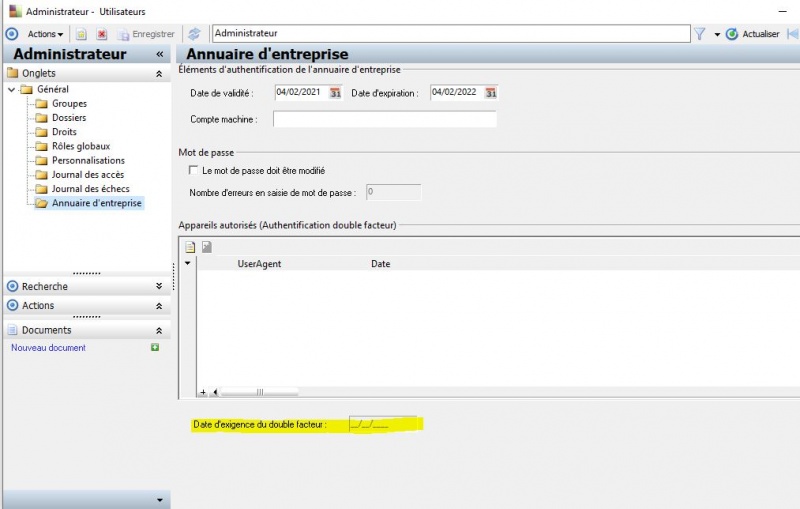 Administrateur - Utilisateurs
Actions
Enregistrer
Administrateur
Actualiser
Administrateur «
Onglets
Général
Groupes
Dossiers
Droits
Rôles globaux
Personnalisations
Journal des accès
Journal des échecs
Annuaire d'entreprise
Recherche
Actions
Documents
Nouveau document
Annuaire d'entreprise
Éléments d'authentification de l'annuaire d'entreprise
Date de validité : 04/02/2021 31 Date d'expiration : 04/02/2022 31
Compte machine :
Mot de passe
Le mot de passe doit être modifié
Nombre d'erreurs en saisie de mot de passe : 0
Appareils autorisés (Authentification double facteur)
UserAgent Date
Date d'exigence du double facteur : __/__/____